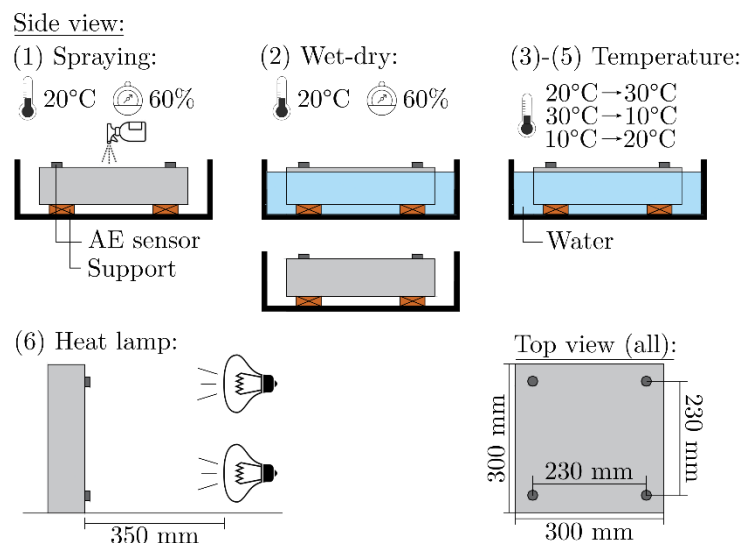 Side view:
(1) Spraying:
20°C 60%
AE sensor
Support
(2) Wet-dry:
20°C 60%
(3)-(5) Temperature:
20°C→30°C
30°C→10°C
10°C→20°C
Water
(6) Heat lamp:
350 mm
Top view (all):
300 mm
230 mm
230 mm
300 mm